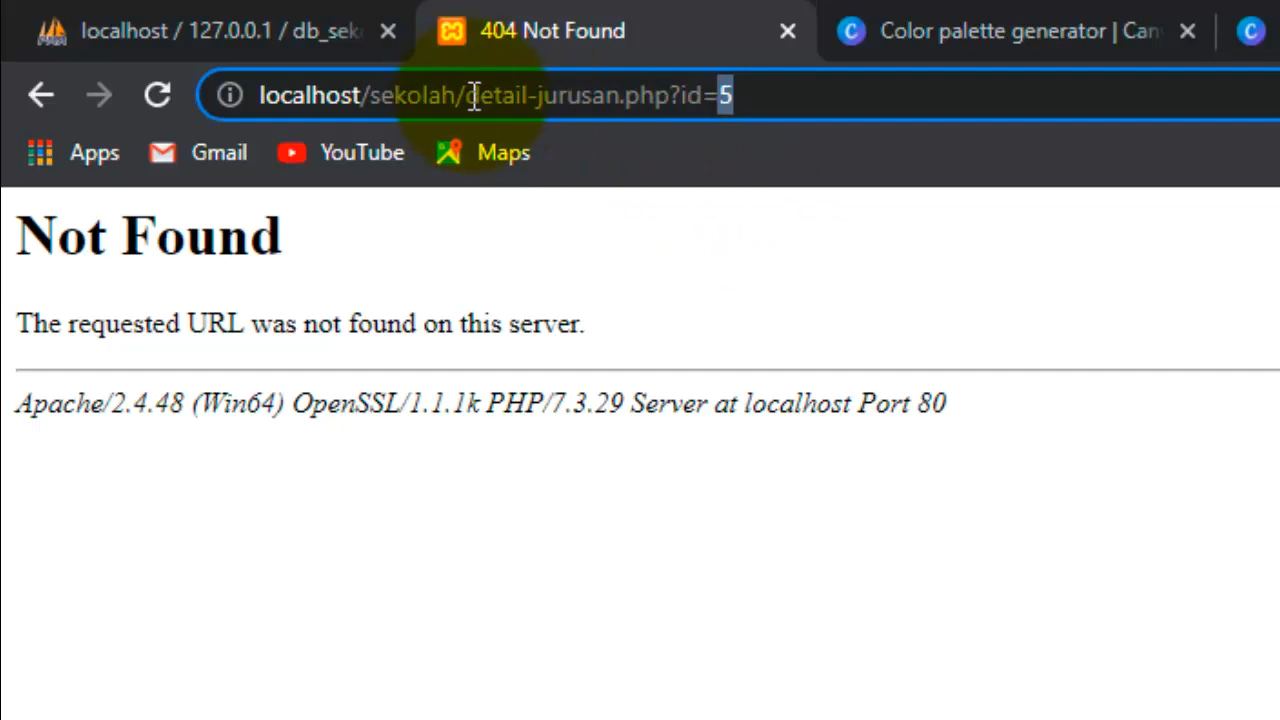 localhost / 127.0.0.1 / db_sek
404 Not Found
Color palette generator | Can
localhost/sekolah/detail-jurusan.php?id=5
Apps Gmail YouTube Maps
Not Found
The requested URL was not found on this server.
Apache/2.4.48 (Win64) OpenSSL/1.1.1k PHP/7.3.29 Server at localhost Port 80